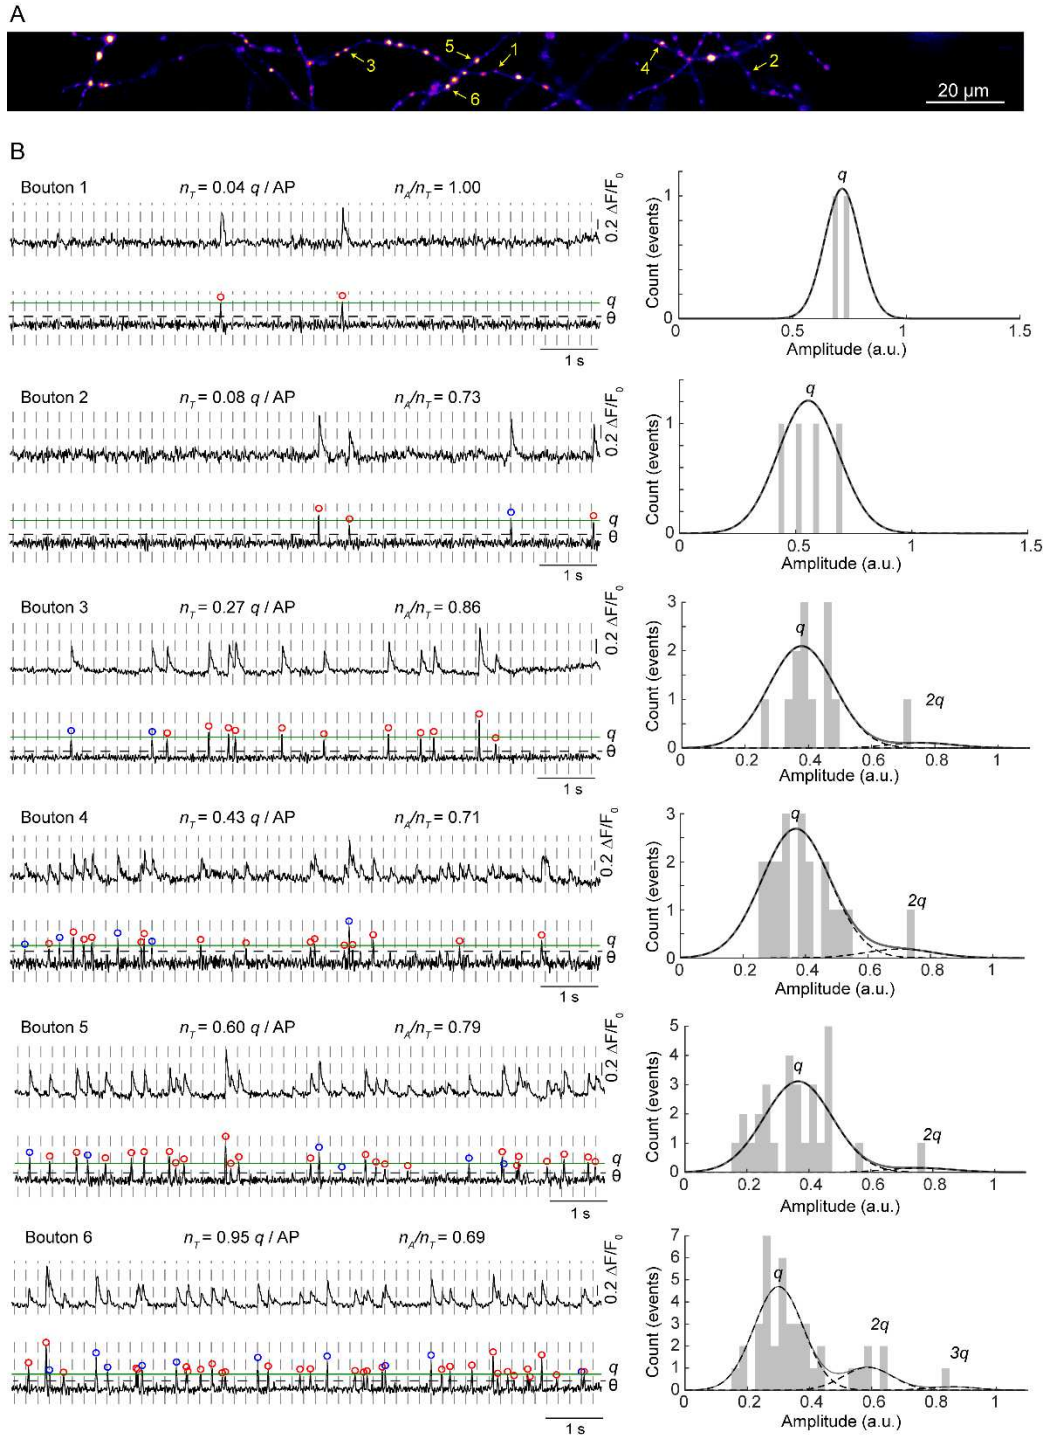 A
3
5
1
6
4
2
20 µm
B
Bouton 1 n_T = 0.04 q / AP n_A/n_T = 1.00
0.2 ΔF/F₀
q
θ
1 s
q
Count (events)
1
0
0 0.5 1 1.5
Amplitude (a.u.)
Bouton 2 n_T = 0.08 q / AP n_A/n_T = 0.73
0.2 ΔF/F₀
q
θ
1 s
q
Count (events)
1
0
0 0.5 1 1.5
Amplitude (a.u.)
Bouton 3 n_T = 0.27 q / AP n_A/n_T = 0.86
0.2 ΔF/F₀
q
θ
1 s
3
q
2
2q
1
Count (events)
0
0 0.2 0.4 0.6 0.8 1
Amplitude (a.u.)
Bouton 4 n_T = 0.43 q / AP n_A/n_T = 0.71
0.2 ΔF/F₀
q
θ
1 s
3
q
2
2q
1
Count (events)
0
0 0.2 0.4 0.6 0.8 1
Amplitude (a.u.)
Bouton 5 n_T = 0.60 q / AP n_A/n_T = 0.79
0.2 ΔF/F₀
q
θ
1 s
5
4
q
3
2
2q
1
Count (events)
0
0 0.2 0.4 0.6 0.8 1
Amplitude (a.u.)
Bouton 6 n_T = 0.95 q / AP n_A/n_T = 0.69
0.2 ΔF/F₀
q
θ
1 s
7
6
q
5
4
3
2q
2
3q
1
Count (events)
0
0 0.2 0.4 0.6 0.8 1
Amplitude (a.u.)